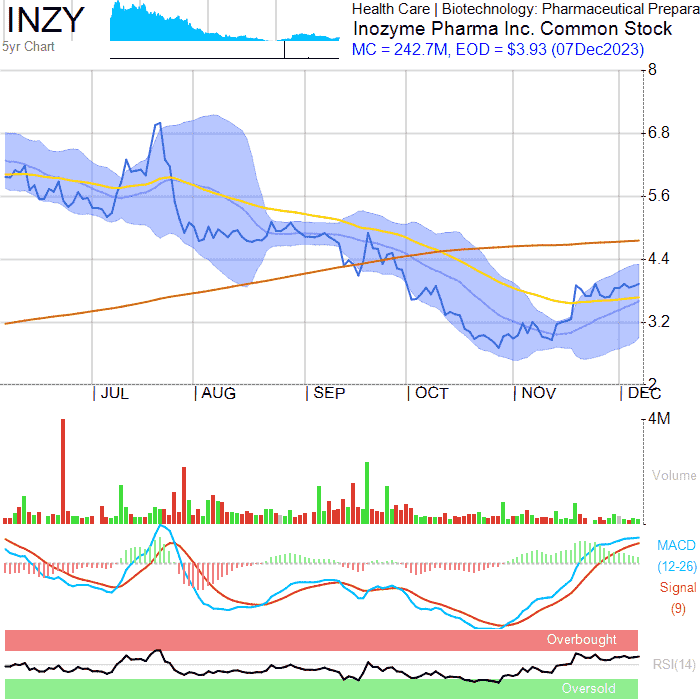 INZY
5yr Chart
Health Care | Biotechnology: Pharmaceutical Prepara
Inozyme Pharma Inc. Common Stock
MC = 242.7M, EOD = $3.93 (07Dec2023)
8
6.8
5.6
4.4
3.2
2
JUL AUG SEP OCT NOV DEC
4M
Volume
MACD
(12-26)
Signal
(9)
Overbought
RSI(14)
Oversold